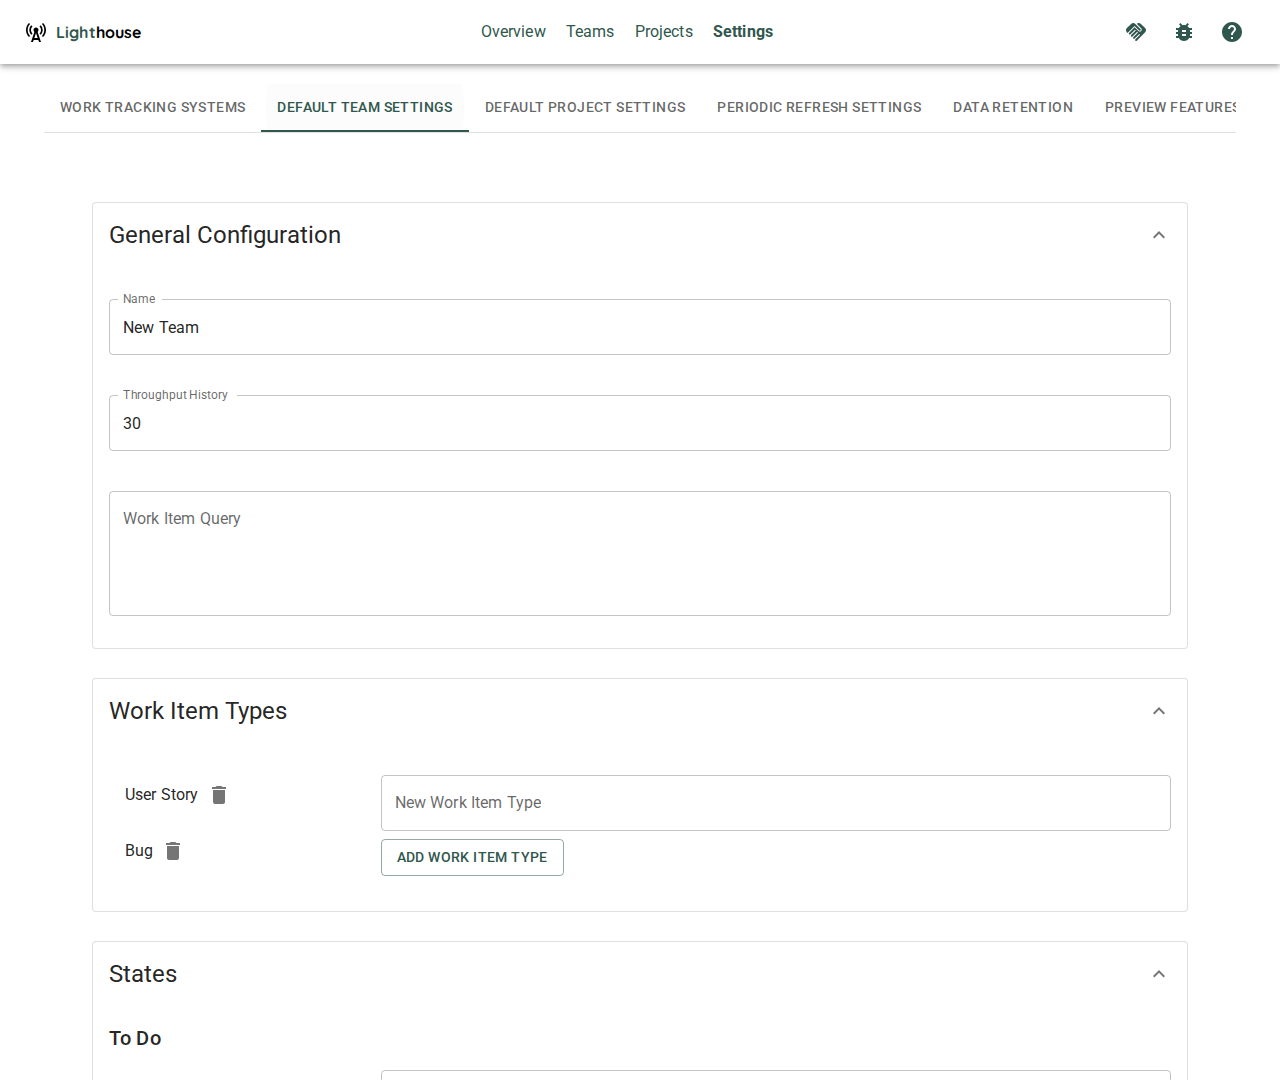 Lighthouse
Overview Teams Projects Settings
WORK TRACKING SYSTEMS DEFAULT TEAM SETTINGS DEFAULT PROJECT SETTINGS PERIODIC REFRESH SETTINGS DATA RETENTION PREVIEW FEATURES
General Configuration
Name
New Team
Throughput History
30
Work Item Query
Work Item Types
User Story
New Work Item Type
Bug
ADD WORK ITEM TYPE
States
To Do